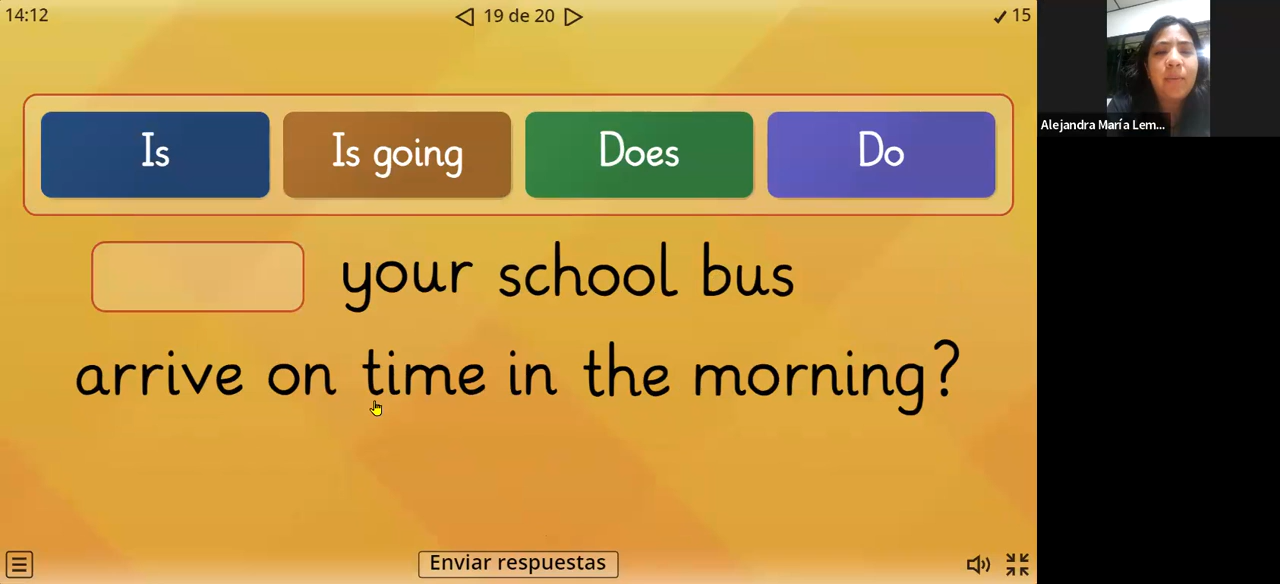 14:12
19 de 20
15
Is
Is going
Does
Do
your school bus
arrive on time in the morning?
Enviar respuestas
Alejandra María Lem...